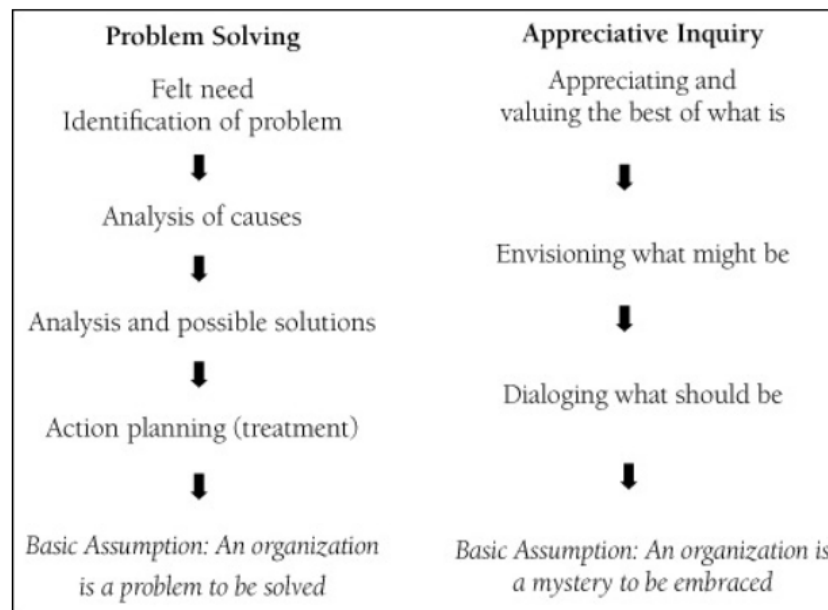 Problem Solving
Felt need
Identification of problem
Analysis of causes
Analysis and possible solutions
Action planning (treatment)
Basic Assumption: An organization
is a problem to be solved
Appreciative Inquiry
Appreciating and
valuing the best of what is
Envisioning what might be
Dialoging what should be
Basic Assumption: An organization is
a mystery to be embraced